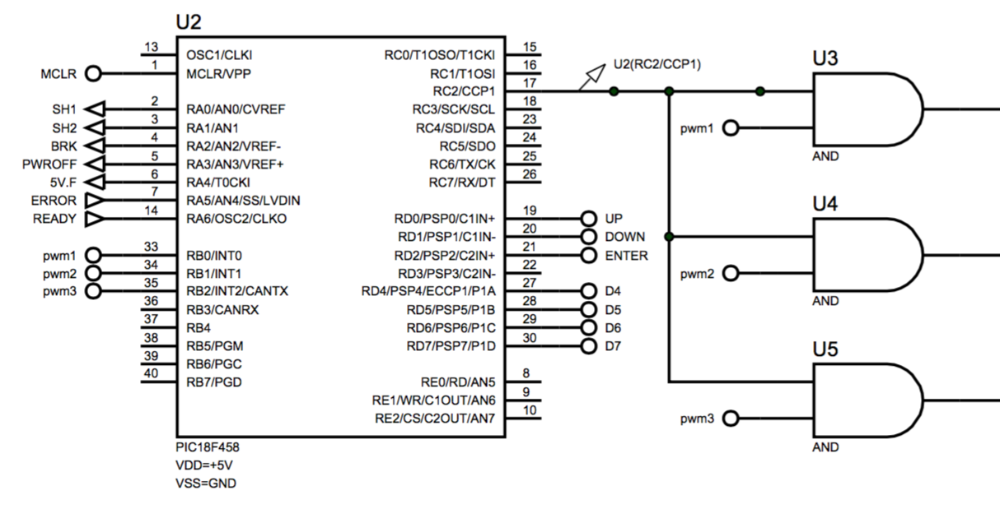 U2
13 OSC1/CLKI RC0/T1OSO/T1CKI 15
MCLR 1 MCLR/VPP RC1/T1OSI 16
RC2/CCP1 17 U2(RC2/CCP1) U3
SH1 2 RA0/AN0/CVREF RC3/SCK/SCL 18
SH2 3 RA1/AN1 RC4/SDI/SDA 23 pwm1
BRK 4 RA2/AN2/VREF- RC5/SDO 24
PWROFF 5 RA3/AN3/VREF+ RC6/TX/CK 25 AND
5V.F 6 RA4/T0CKI RC7/RX/DT 26
ERROR 7 RA5/AN4/SS/LVDIN U4
READY 14 RA6/OSC2/CLKO RD0/PSP0/C1IN+ 19 UP
RD1/PSP1/C1IN- 20 DOWN
pwm1 33 RB0/INT0 RD2/PSP2/C2IN+ 21 ENTER
pwm2 34 RB1/INT1 RD3/PSP3/C2IN- 22 pwm2
pwm3 35 RB2/INT2/CANTX RD4/PSP4/ECCP1/P1A 27 D4
36 RB3/CANRX RD5/PSP5/P1B 28 D5 AND
37 RB4 RD6/PSP6/P1C 29 D6
38 RB5/PGM RD7/PSP7/P1D 30 D7 U5
39 RB6/PGC
40 RB7/PGD RE0/RD/AN5 8
RE1/WR/C1OUT/AN6 9
RE2/CS/C2OUT/AN7 10 pwm3
PIC18F458 AND
VDD=+5V
VSS=GND